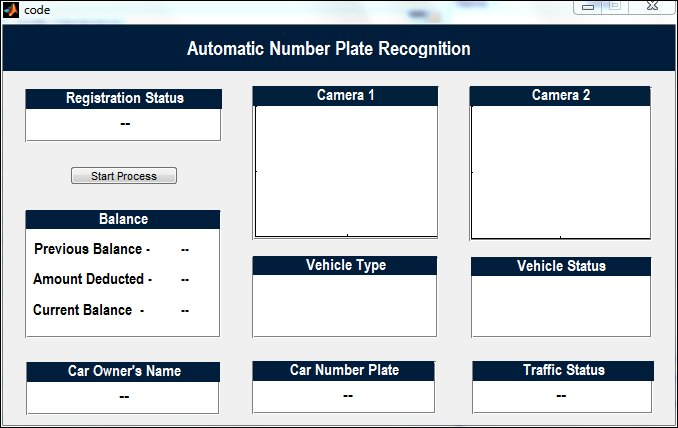 code
Automatic Number Plate Recognition
Registration Status
--
Camera 1
Camera 2
Start Process
Balance
Previous Balance - --
Amount Deducted - --
Current Balance - --
Vehicle Type
Vehicle Status
Car Owner's Name
--
Car Number Plate
--
Traffic Status
--